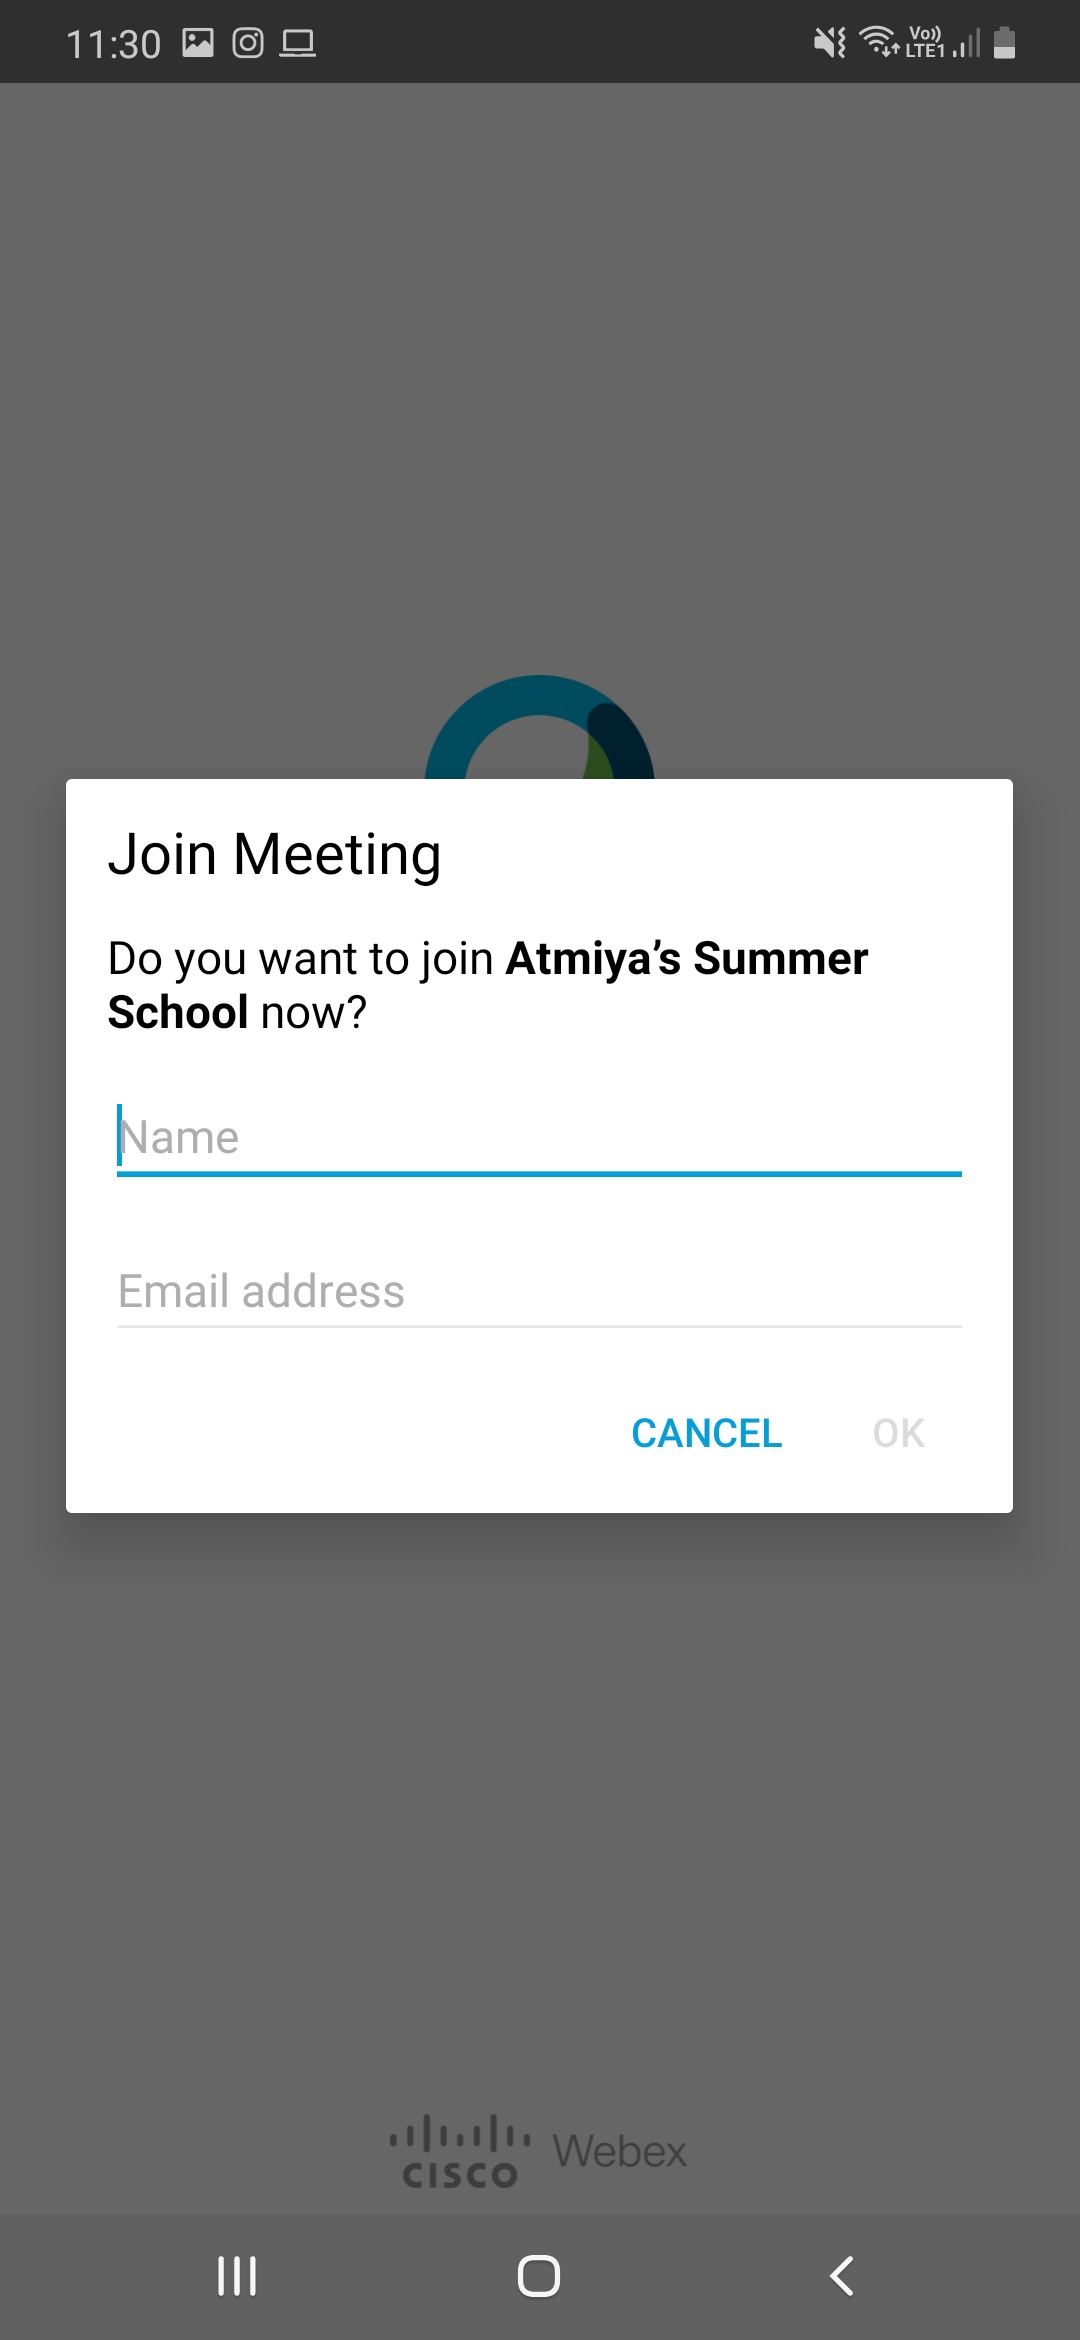 11:30
Vo))
LTE1
Join Meeting
Do you want to join Atmiya’s Summer
School now?
Name
Email address
CANCEL OK
CISCO Webex